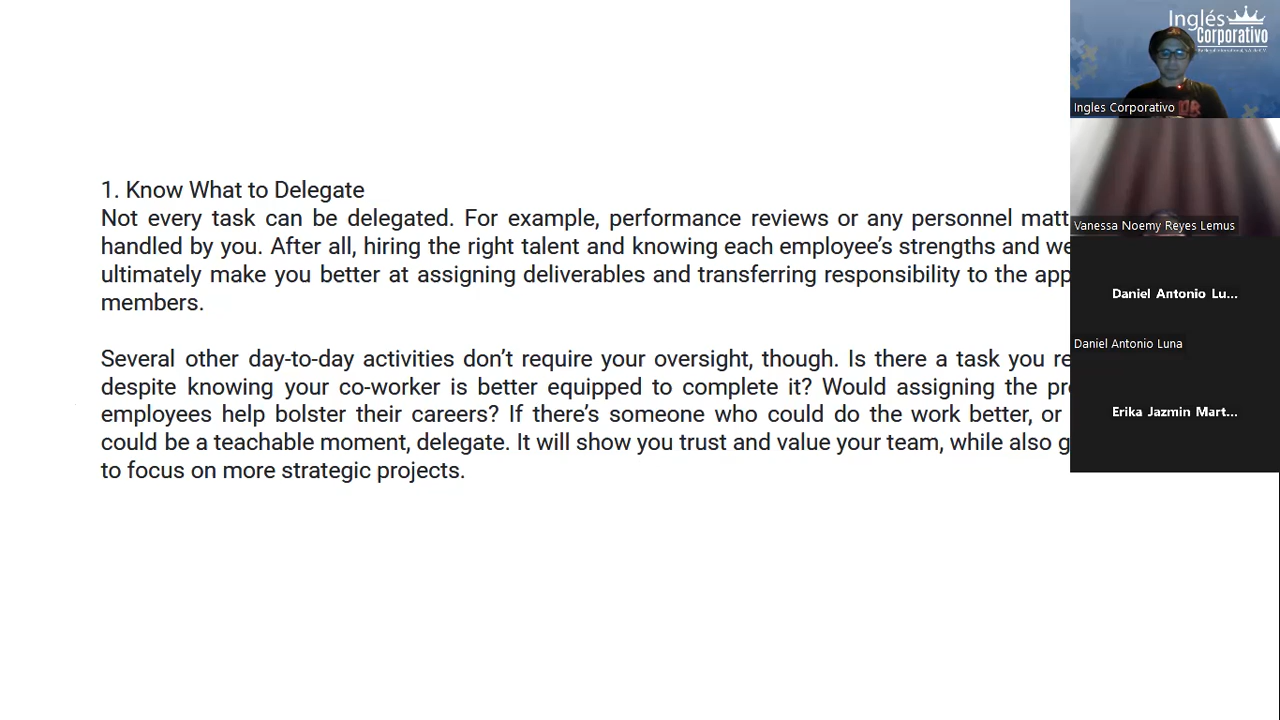 1. Know What to Delegate
Not every task can be delegated. For example, performance reviews or any personnel
handled by you. After all, hiring the right talent and knowing each employee's strengths and
ultimately make you better at assigning deliverables and transferring responsibility to the
members.
Several other day-to-day activities don't require your oversight, though. Is there a task you
despite knowing your co-worker is better equipped to complete it? Would assigning the
employees help bolster their careers? If there's someone who could do the work better, or
could be a teachable moment, delegate. It will show you trust and value your team, while also
to focus on more strategic projects.
Inglés
Corporativo
Ingles Corporativo
Vanessa Noemy Reyes Lemus
Daniel Antonio Lu...
Daniel Antonio Luna
Erika Jazmin Mart...